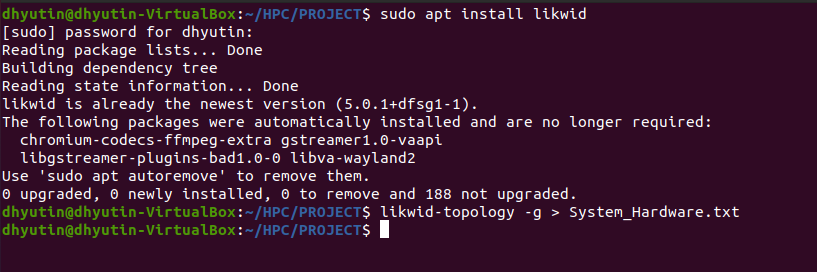 dhyutin@dhyutin-VirtualBox:~/HPC/PROJECT$ sudo apt install likwid
[sudo] password for dhyutin:
Reading package lists... Done
Building dependency tree
Reading state information... Done
likwid is already the newest version (5.0.1+dfsg1-1).
The following packages were automatically installed and are no longer required:
  chromium-codecs-ffmpeg-extra gstreamer1.0-vaapi
  libgstreamer-plugins-bad1.0-0 libva-wayland2
Use 'sudo apt autoremove' to remove them.
0 upgraded, 0 newly installed, 0 to remove and 188 not upgraded.
dhyutin@dhyutin-VirtualBox:~/HPC/PROJECT$ likwid-topology -g > System_Hardware.txt
dhyutin@dhyutin-VirtualBox:~/HPC/PROJECT$